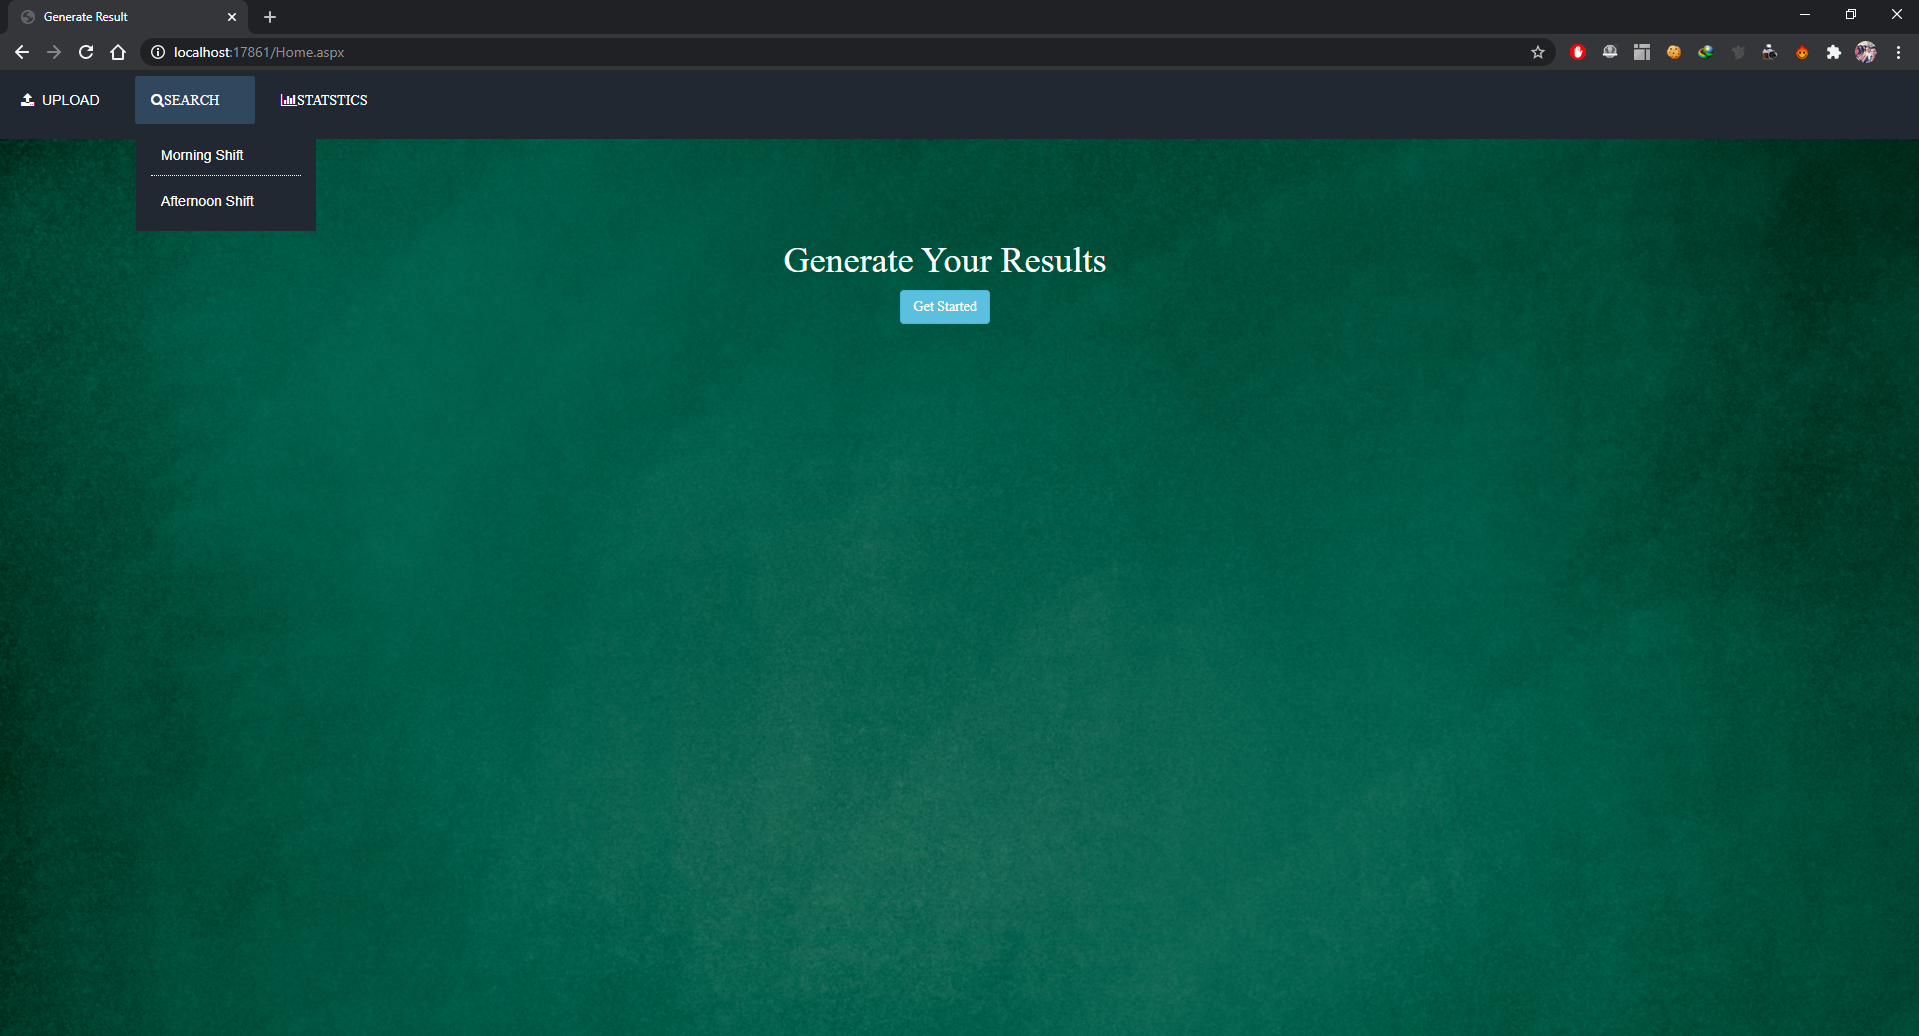 Generate Result
localhost:17861/Home.aspx
UPLOAD SEARCH STATSTICS
Morning Shift
Afternoon Shift
Generate Your Results
Get Started